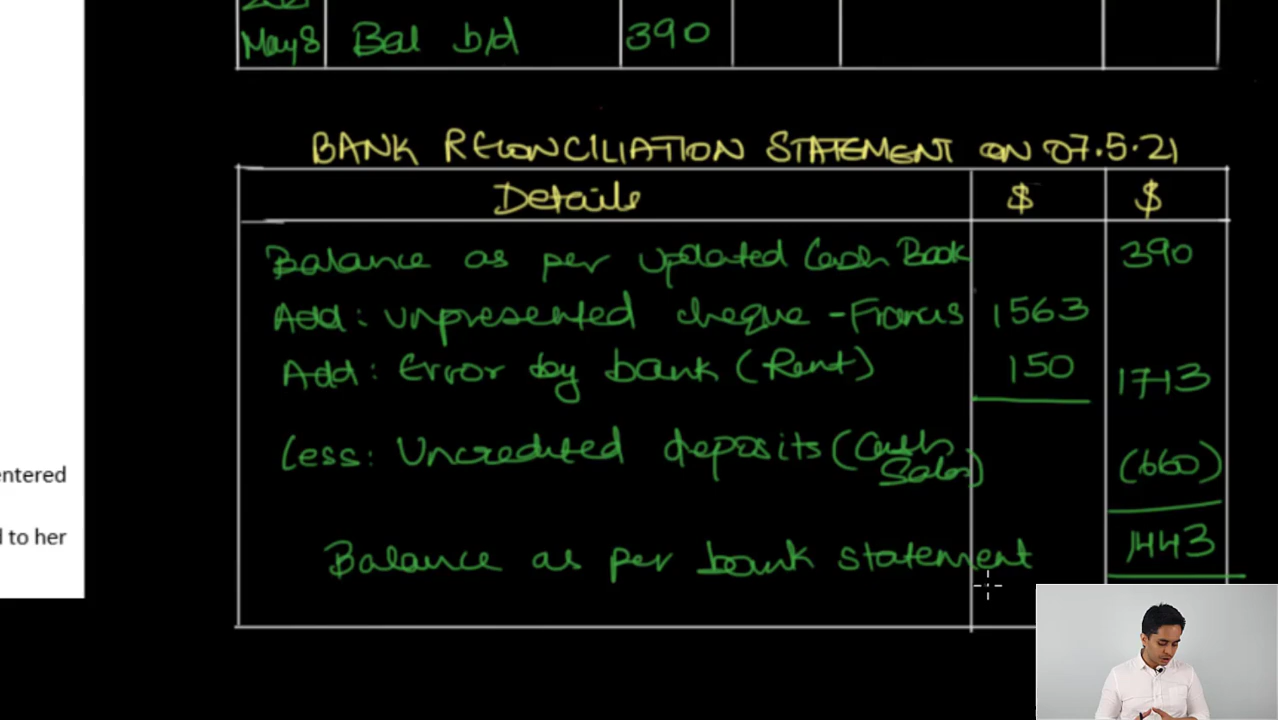 May 8 Bal b/d 390
BANK RECONCILIATION STATEMENT ON 07.5.21
Details $ $
Balance as per updated Cash Book 390
Add: unpresented cheque - Francis 1563
Add: Error by bank (Rent) 150 1713
Less: Uncredited deposits (Cash Sales) (660)
Balance as per bank statement 1443
entered
d to her